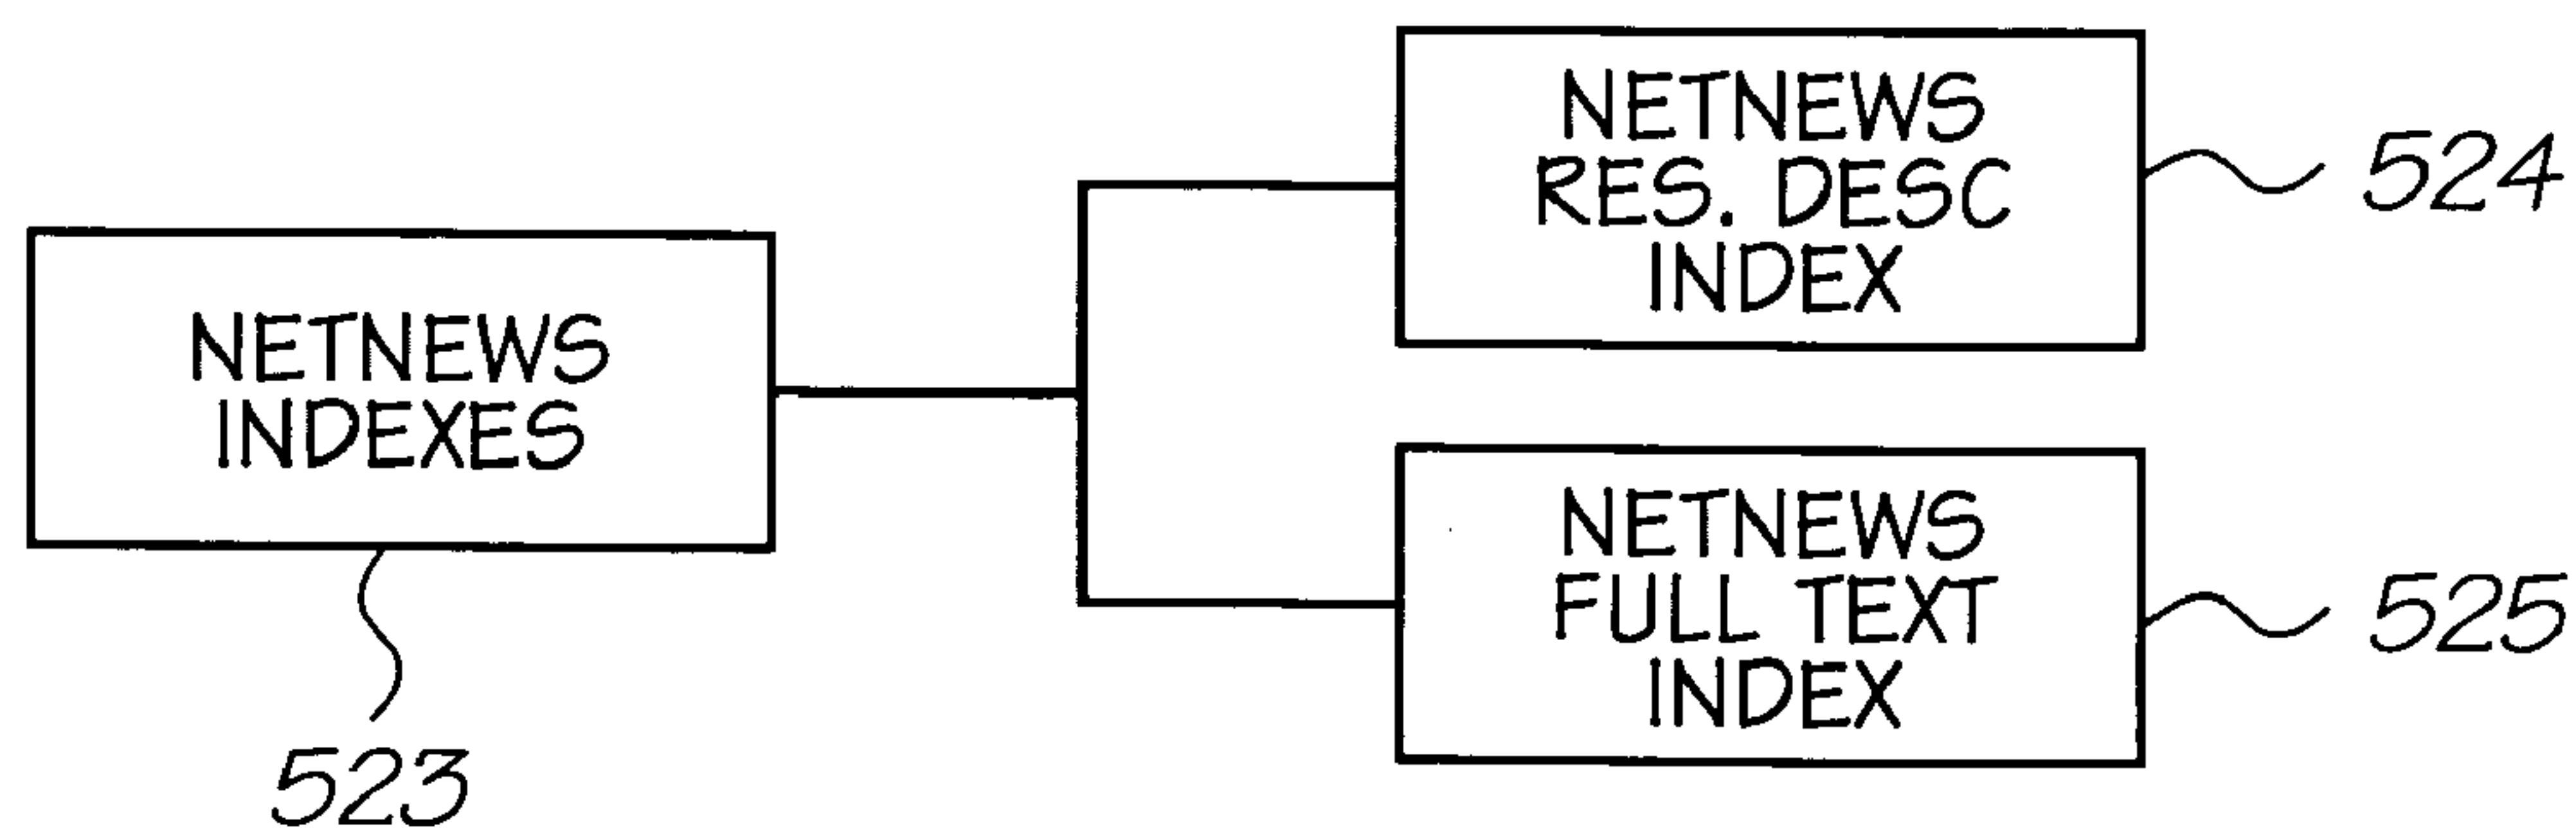 NETNEWS
INDEXES
523
NETNEWS
RES. DESC
INDEX
524
NETNEWS
FULL TEXT
INDEX
525